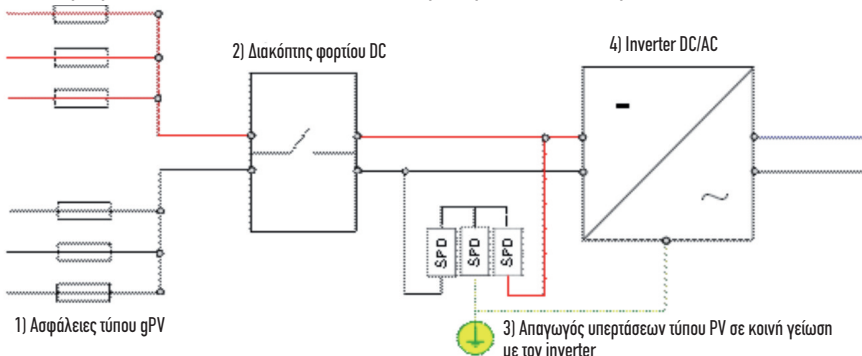 2) Διακόπτης φορτίου DC
4) Inverter DC/AC
SPD
SPD
SPD
1) Ασφάλειες τύπου gPV
3) Απαγωγός υπερτάσεων τύπου PV σε κοινή γείωση
με τον inverter